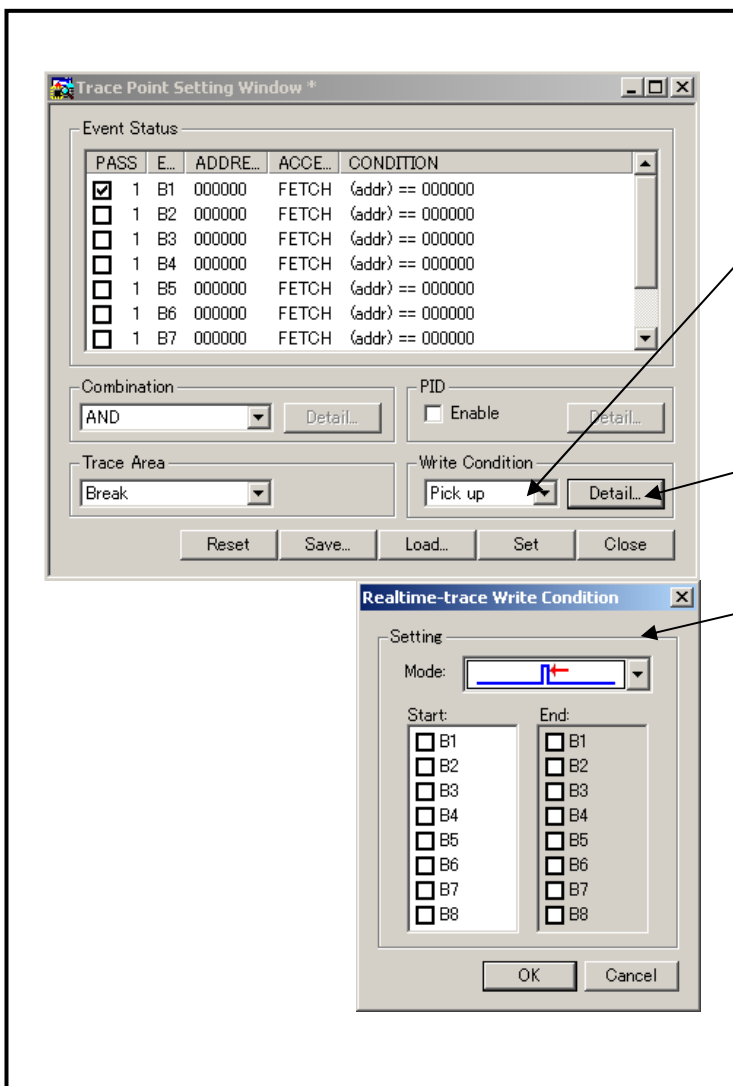 Trace Point Setting Window *
Event Status
PASS E... ADDRE... ACCE... CONDITION
1 B1 000000 FETCH (addr) == 000000
1 B2 000000 FETCH (addr) == 000000
1 B3 000000 FETCH (addr) == 000000
1 B4 000000 FETCH (addr) == 000000
1 B5 000000 FETCH (addr) == 000000
1 B6 000000 FETCH (addr) == 000000
1 B7 000000 FETCH (addr) == 000000
Combination
AND
Detail...
PID
Enable
Detail...
Trace Area
Break
Write Condition
Pick up
Detail...
Reset Save... Load... Set Close
Realtime-trace Write Condition
Setting
Mode:
Start: End:
B1 B1
B2 B2
B3 B3
B4 B4
B5 B5
B6 B6
B7 B7
B8 B8
OK Cancel